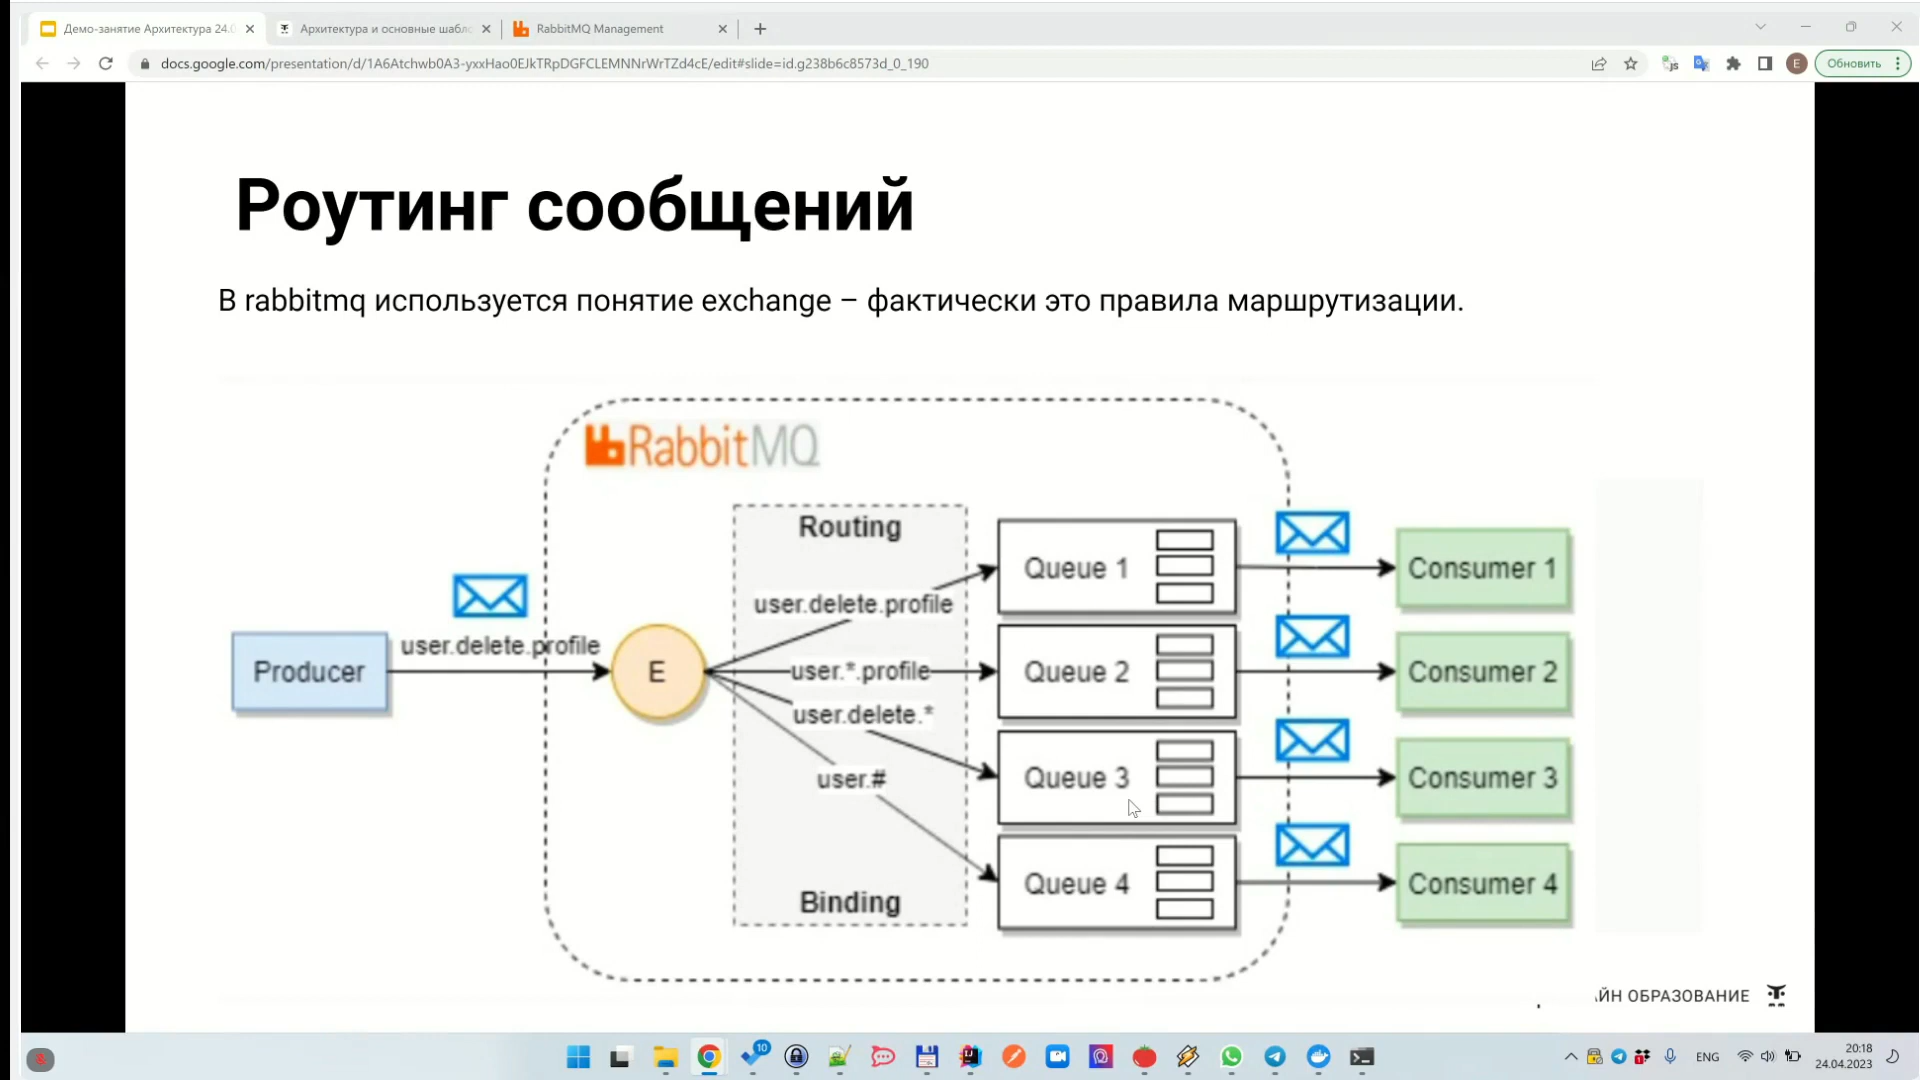 Демо-занятие Архитектура 24.0
Архитектура и основные шабло
RabbitMQ Management
docs.google.com/presentation/d/1A6Atchwb0A3-yxxHao0EJkTRpDGFCLEMNNrWrTZd4cE/edit#slide=id.g238b6c8573d_0_190
E
Обновить
Роутинг сообщений
В rabbitmq используется понятие exchange – фактически это правила маршрутизации.
RabbitMQ
Routing
Queue 1
Consumer 1
user.delete.profile
user.delete.profile
Producer
E
user.*.profile
Queue 2
Consumer 2
user.delete.*
user.#
Queue 3
Consumer 3
Queue 4
Consumer 4
Binding
ЙН ОБРАЗОВАНИЕ
10
ENG
20:18
24.04.2023